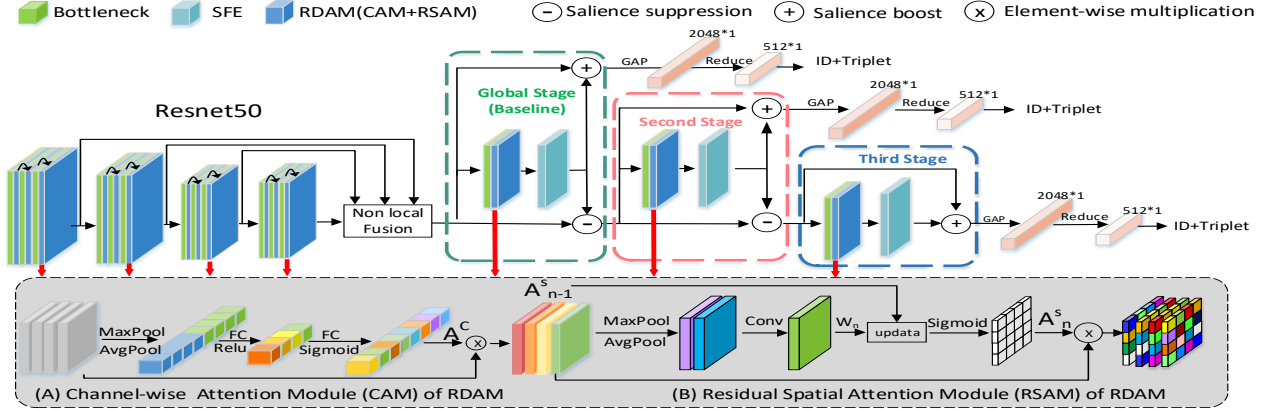 Bottleneck
SFE
RDAM(CAM+RSAM)
Salience suppression
Salience boost
Element-wise multiplication
Resnet50
Non local
Fusion
Global Stage
(Baseline)
GAP
2048*1
Reduce
512*1
ID+Triplet
Second Stage
GAP
2048*1
Reduce
512*1
ID+Triplet
Third Stage
GAP
2048*1
Reduce
512*1
ID+Triplet
MaxPool
AvgPool
FC
Relu
FC
Sigmoid
A^C
A^s_{n-1}
MaxPool
AvgPool
Conv
W_n
updata
Sigmoid
A^s_n
(A) Channel-wise Attention Module (CAM) of RDAM
(B) Residual Spatial Attention Module (RSAM) of RDAM